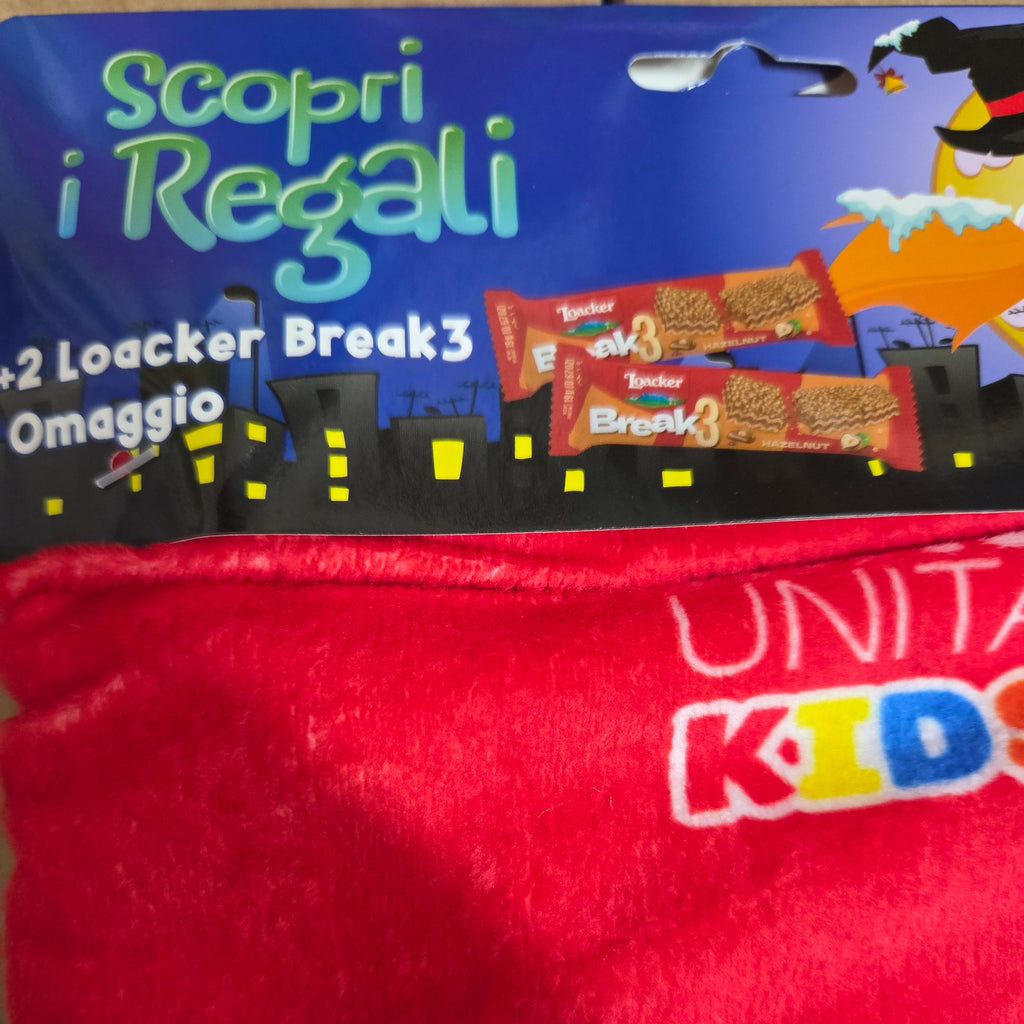 Scopri
i Regali
+2 Loacker Break3
Omaggio
Loacker
Break3
HAZELNUT
Loacker
Break3
HAZELNUT
UNITA
KIDS